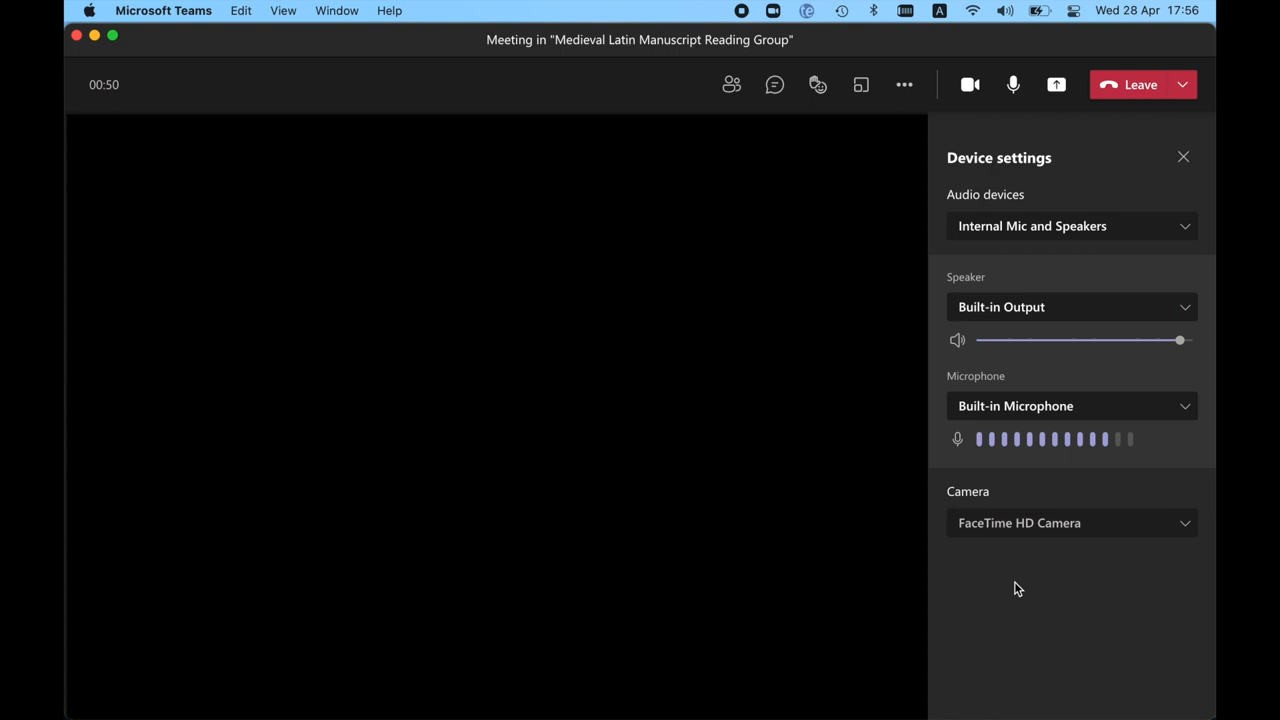 Microsoft Teams Edit View Window Help A Wed 28 Apr 17:56
Meeting in "Medieval Latin Manuscript Reading Group"
00:50 Leave
Device settings
Audio devices
Internal Mic and Speakers
Speaker
Built-in Output
Microphone
Built-in Microphone
Camera
FaceTime HD Camera